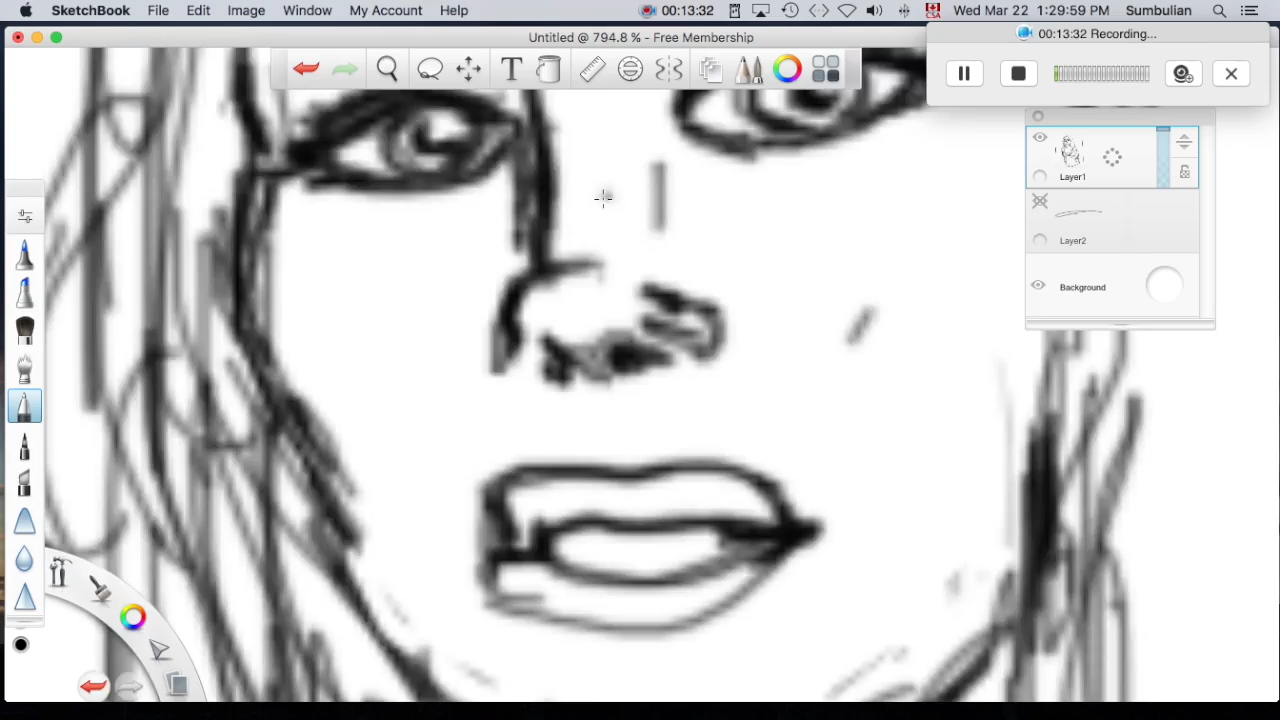 SketchBook File Edit Image Window My Account Help 00:13:32 CSA Wed Mar 22 1:29:59 PM Sumbulian
Untitled @ 794.8 % - Free Membership
00:13:32 Recording...
T
Layer1
Layer2
Background